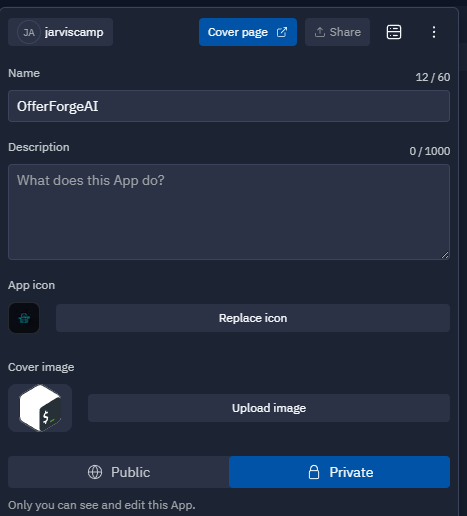 JA jarviscamp Cover page Share
Name 12 / 60
OfferForgeAI
Description 0 / 1000
What does this App do?
App icon
Replace icon
Cover image
$
Upload image
Public Private
Only you can see and edit this App.